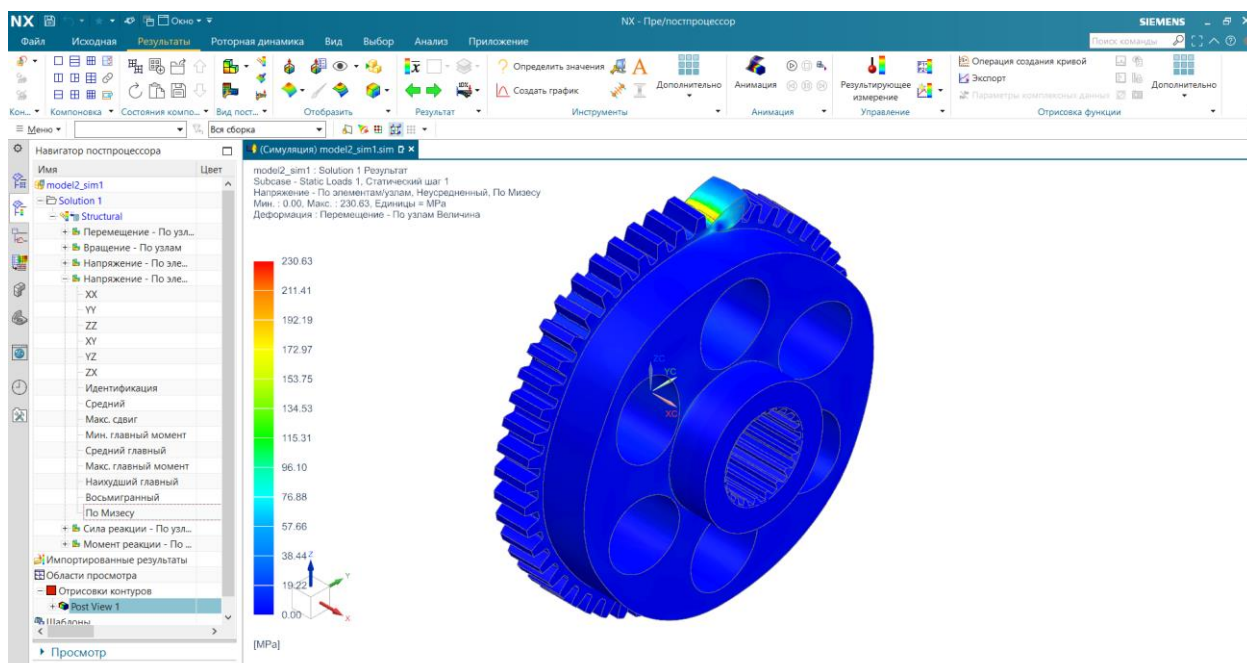 NX Окно NX - Пре/постпроцессор SIEMENS
Файл Исходная Результаты Роторная динамика Вид Выбор Анализ Приложение Поиск команды
Определить значения Операция создания кривой
Экспорт
Создать график Дополнительно Анимация Результирующее измерение Параметры комплексных данных Дополнительно
Кон... Компоновка Состояния компо... Вид пост... Отобразить Результат Инструменты Анимация Управление Отрисовка функции
Меню Вся сборка
Навигатор постпроцессора
(Симуляция) model2_sim1.sim
Имя Цвет
model2_sim1
Solution 1
Structural
Перемещение - По узл...
Вращение - По узлам
Напряжение - По эле...
Напряжение - По эле...
XX
YY
ZZ
XY
YZ
ZX
Идентификация
Средний
Макс. сдвиг
Мин. главный момент
Средний главный
Макс. главный момент
Наихудший главный
Восьмигранный
По Мизесу
Сила реакции - По узл...
Момент реакции - По ...
Импортированные результаты
Области просмотра
Отрисовки контуров
Post View 1
Шаблоны
Просмотр
model2_sim1 : Solution 1 Результат
Subcase - Static Loads 1, Статический шаг 1
Напряжение - По элементам/узлам, Неусредненный, По Мизесу
Мин. : 0.00, Макс. : 230.63, Единицы = MPa
Деформация : Перемещение - По узлам Величина
230.63
211.41
192.19
172.97
153.75
134.53
115.31
96.10
76.88
57.66
38.44
19.22
0.00
[MPa]
ZC
YC
XC
Z
Y
X